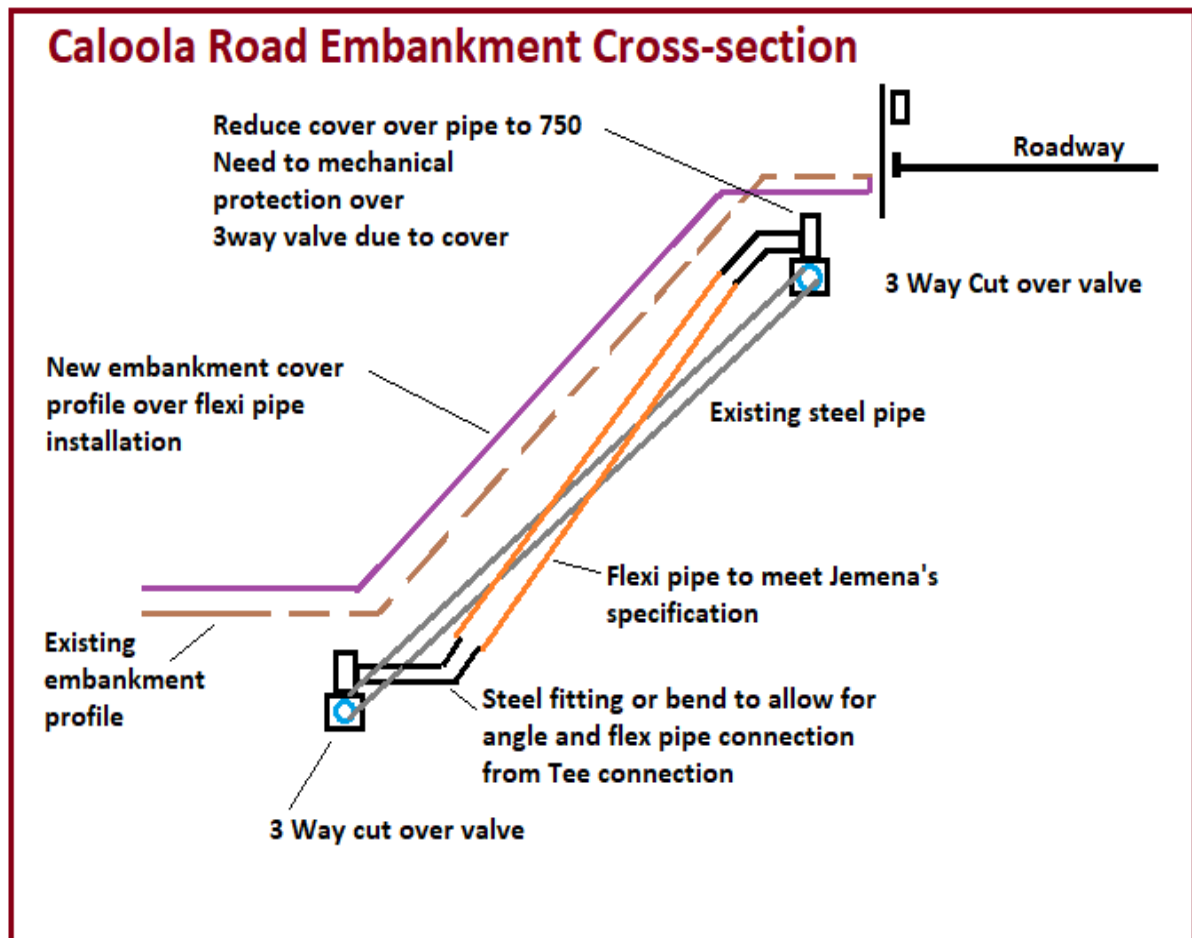 Caloola Road Embankment Cross-section
Reduce cover over pipe to 750
Need to mechanical
protection over
3way valve due to cover
Roadway
3 Way Cut over valve
New embankment cover
profile over flexi pipe
installation
Existing steel pipe
Flexi pipe to meet Jemena's
specification
Existing
embankment
profile
Steel fitting or bend to allow for
angle and flex pipe connection
from Tee connection
3 Way cut over valve